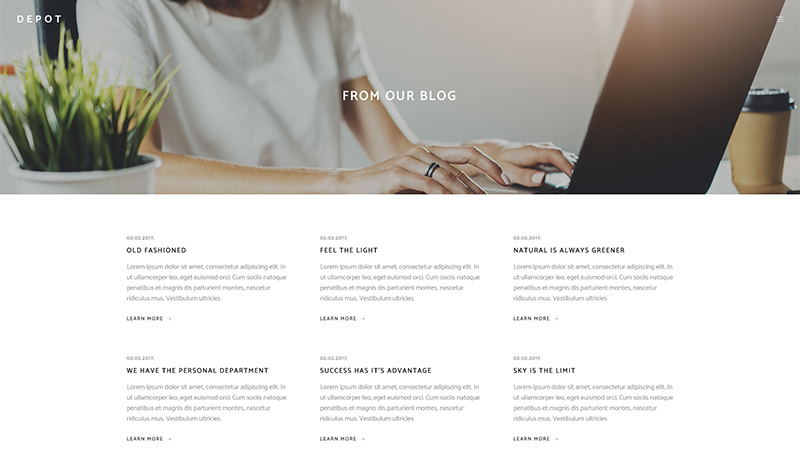 DEPOT
FROM OUR BLOG
02.02.2017.
OLD FASHIONED
Lorem ipsum dolor sit amet, consectetur adipiscing elit. In
ut ullamcorper leo, eget euismod orci. Cum sociis natoque
penatibus et magnis dis parturient montes, nascetur
ridiculus mus. Vestibulum ultricies
LEARN MORE →
02.02.2017.
FEEL THE LIGHT
Lorem ipsum dolor sit amet, consectetur adipiscing elit. In
ut ullamcorper leo, eget euismod orci. Cum sociis natoque
penatibus et magnis dis parturient montes, nascetur
ridiculus mus. Vestibulum ultricies
LEARN MORE →
02.02.2017.
NATURAL IS ALWAYS GREENER
Lorem ipsum dolor sit amet, consectetur adipiscing elit. In
ut ullamcorper leo, eget euismod orci. Cum sociis natoque
penatibus et magnis dis parturient montes, nascetur
ridiculus mus. Vestibulum ultricies
LEARN MORE →
02.02.2017.
WE HAVE THE PERSONAL DEPARTMENT
Lorem ipsum dolor sit amet, consectetur adipiscing elit. In
ut ullamcorper leo, eget euismod orci. Cum sociis natoque
penatibus et magnis dis parturient montes, nascetur
ridiculus mus. Vestibulum ultricies
LEARN MORE →
02.02.2017.
SUCCESS HAS IT'S ADVANTAGE
Lorem ipsum dolor sit amet, consectetur adipiscing elit. In
ut ullamcorper leo, eget euismod orci. Cum sociis natoque
penatibus et magnis dis parturient montes, nascetur
ridiculus mus. Vestibulum ultricies
LEARN MORE →
02.02.2017.
SKY IS THE LIMIT
Lorem ipsum dolor sit amet, consectetur adipiscing elit. In
ut ullamcorper leo, eget euismod orci. Cum sociis natoque
penatibus et magnis dis parturient montes, nascetur
ridiculus mus. Vestibulum ultricies
LEARN MORE →